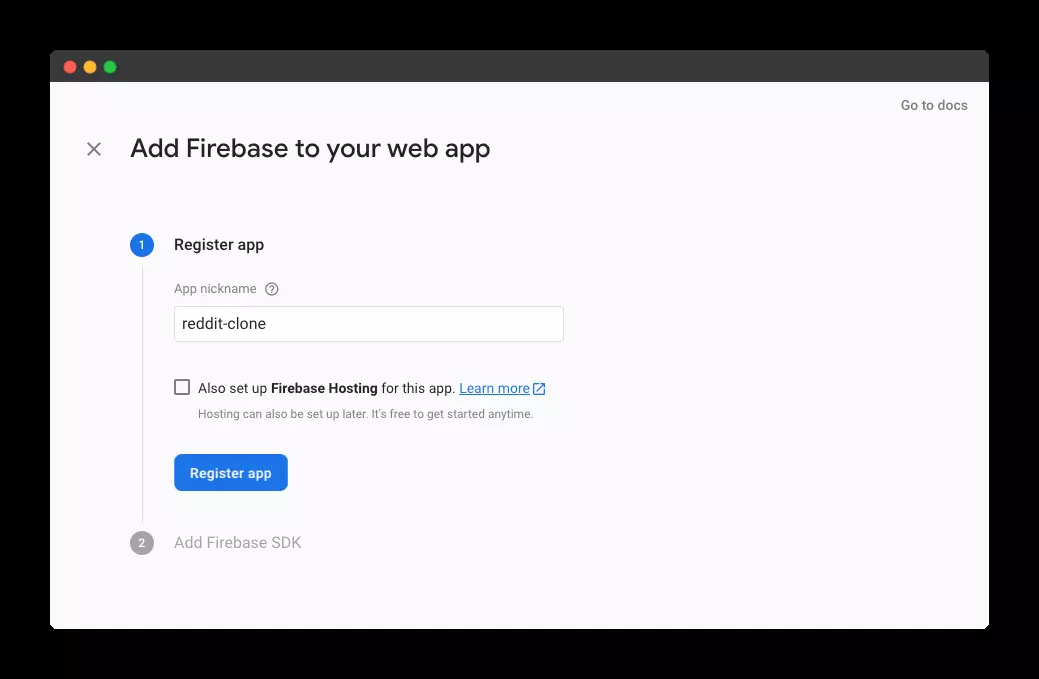 Go to docs
Add Firebase to your web app
1 Register app
App nickname
reddit-clone
Also set up Firebase Hosting for this app. Learn more
Hosting can also be set up later. It's free to get started anytime.
Register app
2 Add Firebase SDK